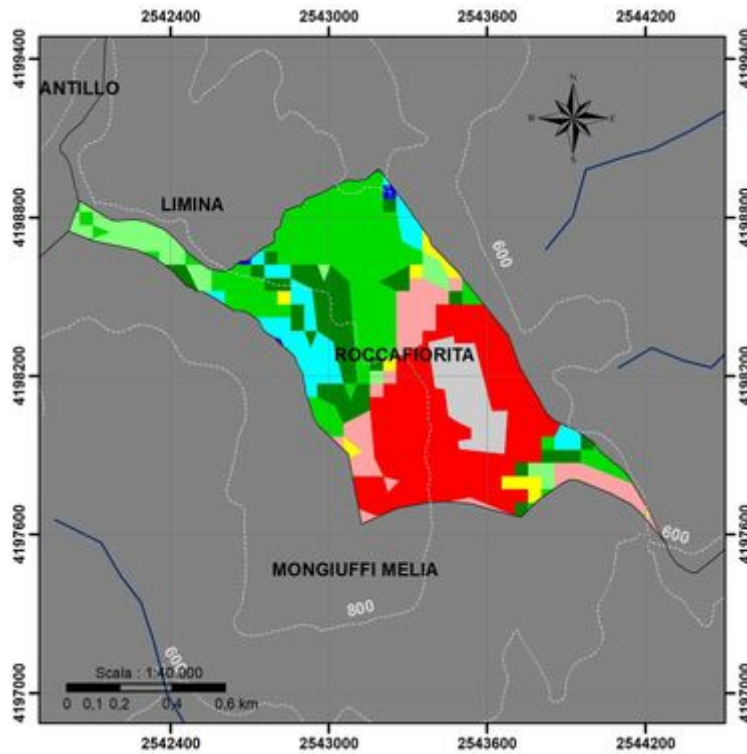 2542400 2543000 2543600 2544200
4199400 4199400
ANTILLO
N
W E
S
LIMINA
4198800 4198800
600
ROCCAFIORITA
4198200 4198200
4197600 4197600
600
MONGIUFFI MELIA
800
600
Scala : 1:40.000
0 0,1 0,2 0,4 0,6 km
4197000 4197000
2542400 2543000 2543600 2544200